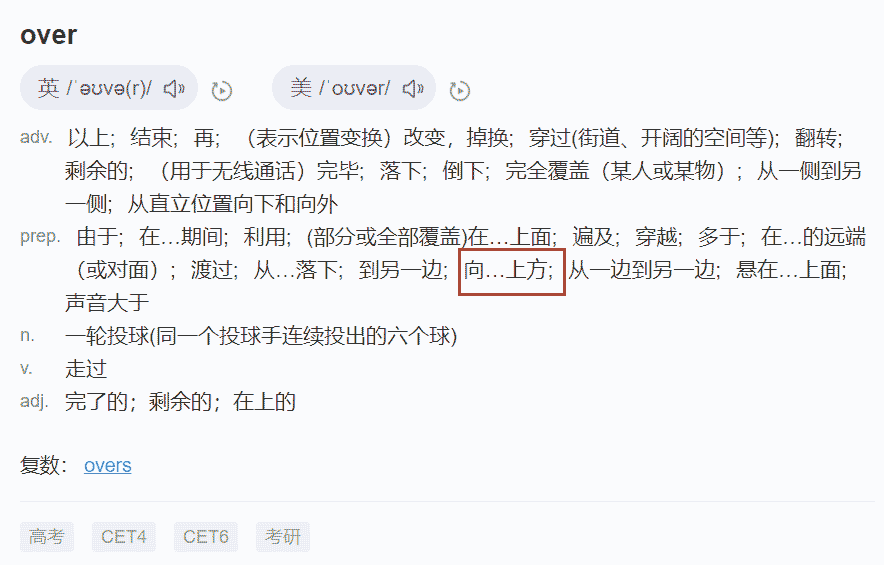 over
英 /ˈəʊvə(r)/ 美 /ˈoʊvər/
adv. 以上；结束；再；（表示位置变换）改变，掉换；穿过(街道、开阔的空间等)；翻转；
剩余的；（用于无线通话）完毕；落下；倒下；完全覆盖（某人或某物）；从一侧到另
一侧；从直立位置向下和向外
prep. 由于；在…期间；利用；(部分或全部覆盖)在…上面；遍及；穿越；多于；在…的远端
（或对面）；渡过；从…落下；到另一边；向…上方；从一边到另一边；悬在…上面；
声音大于
n. 一轮投球(同一个投球手连续投出的六个球)
v. 走过
adj. 完了的；剩余的；在上的
复数： overs
高考 CET4 CET6 考研